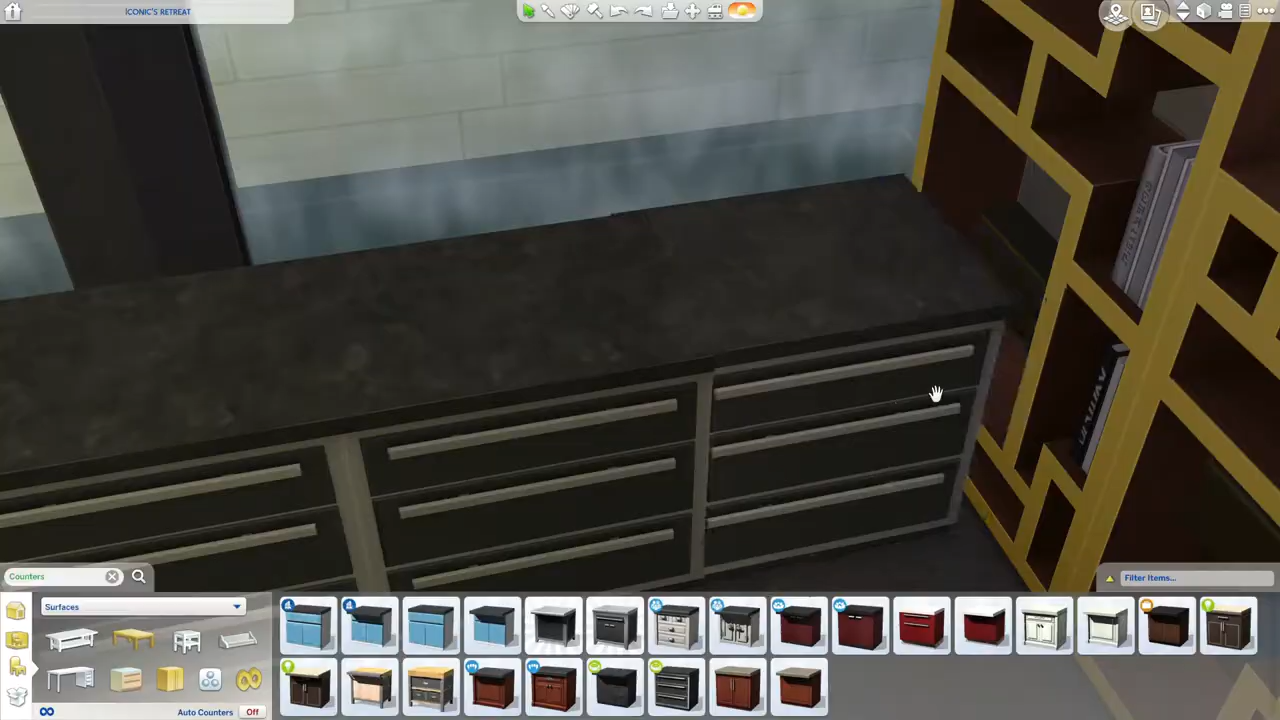 ICONIC'S RETREAT
Counters
Surfaces
Filter Items...
Auto Counters
Off